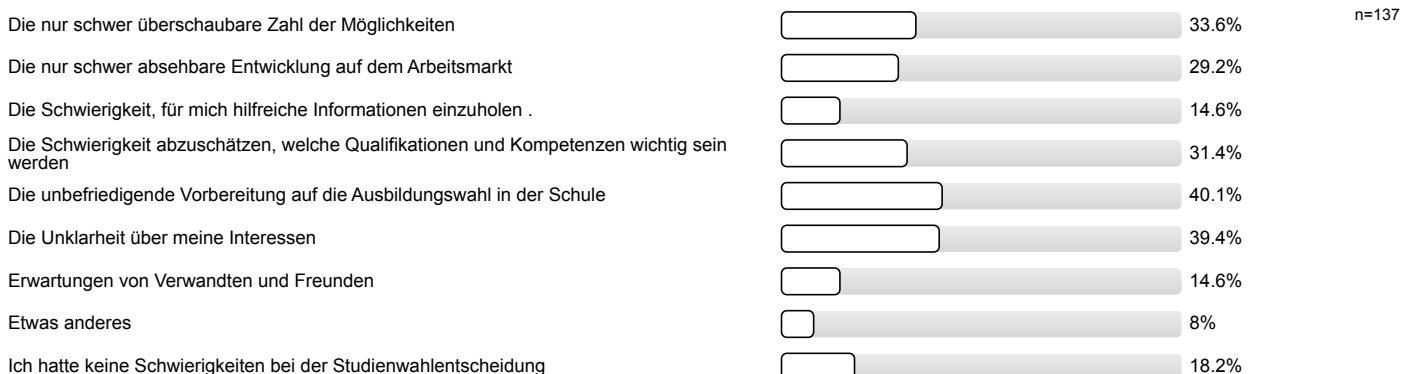 Die nur schwer überschaubare Zahl der Möglichkeiten 33.6% n=137
Die nur schwer absehbare Entwicklung auf dem Arbeitsmarkt 29.2%
Die Schwierigkeit, für mich hilfreiche Informationen einzuholen . 14.6%
Die Schwierigkeit abzuschätzen, welche Qualifikationen und Kompetenzen wichtig sein
werden 31.4%
Die unbefriedigende Vorbereitung auf die Ausbildungswahl in der Schule 40.1%
Die Unklarheit über meine Interessen 39.4%
Erwartungen von Verwandten und Freunden 14.6%
Etwas anderes 8%
Ich hatte keine Schwierigkeiten bei der Studienwahlentscheidung 18.2%